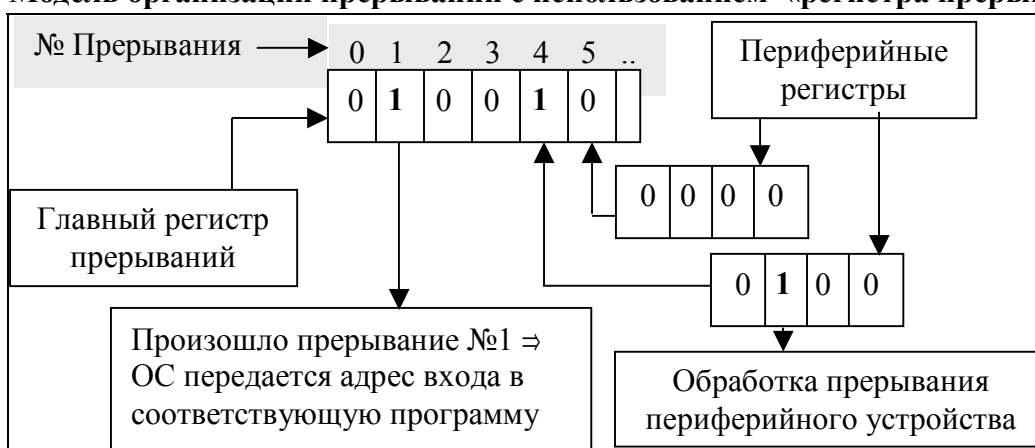 Модель организации прерываний с использованием «регистра преры
№ Прерывания
0 1 2 3 4 5 ..
0 1 0 0 1 0
Периферийные
регистры
0 0 0 0
Главный регистр
прерываний
0 1 0 0
Произошло прерывание №1 ⇒
ОС передается адрес входа в
соответствующую программу
Обработка прерывания
периферийного устройства